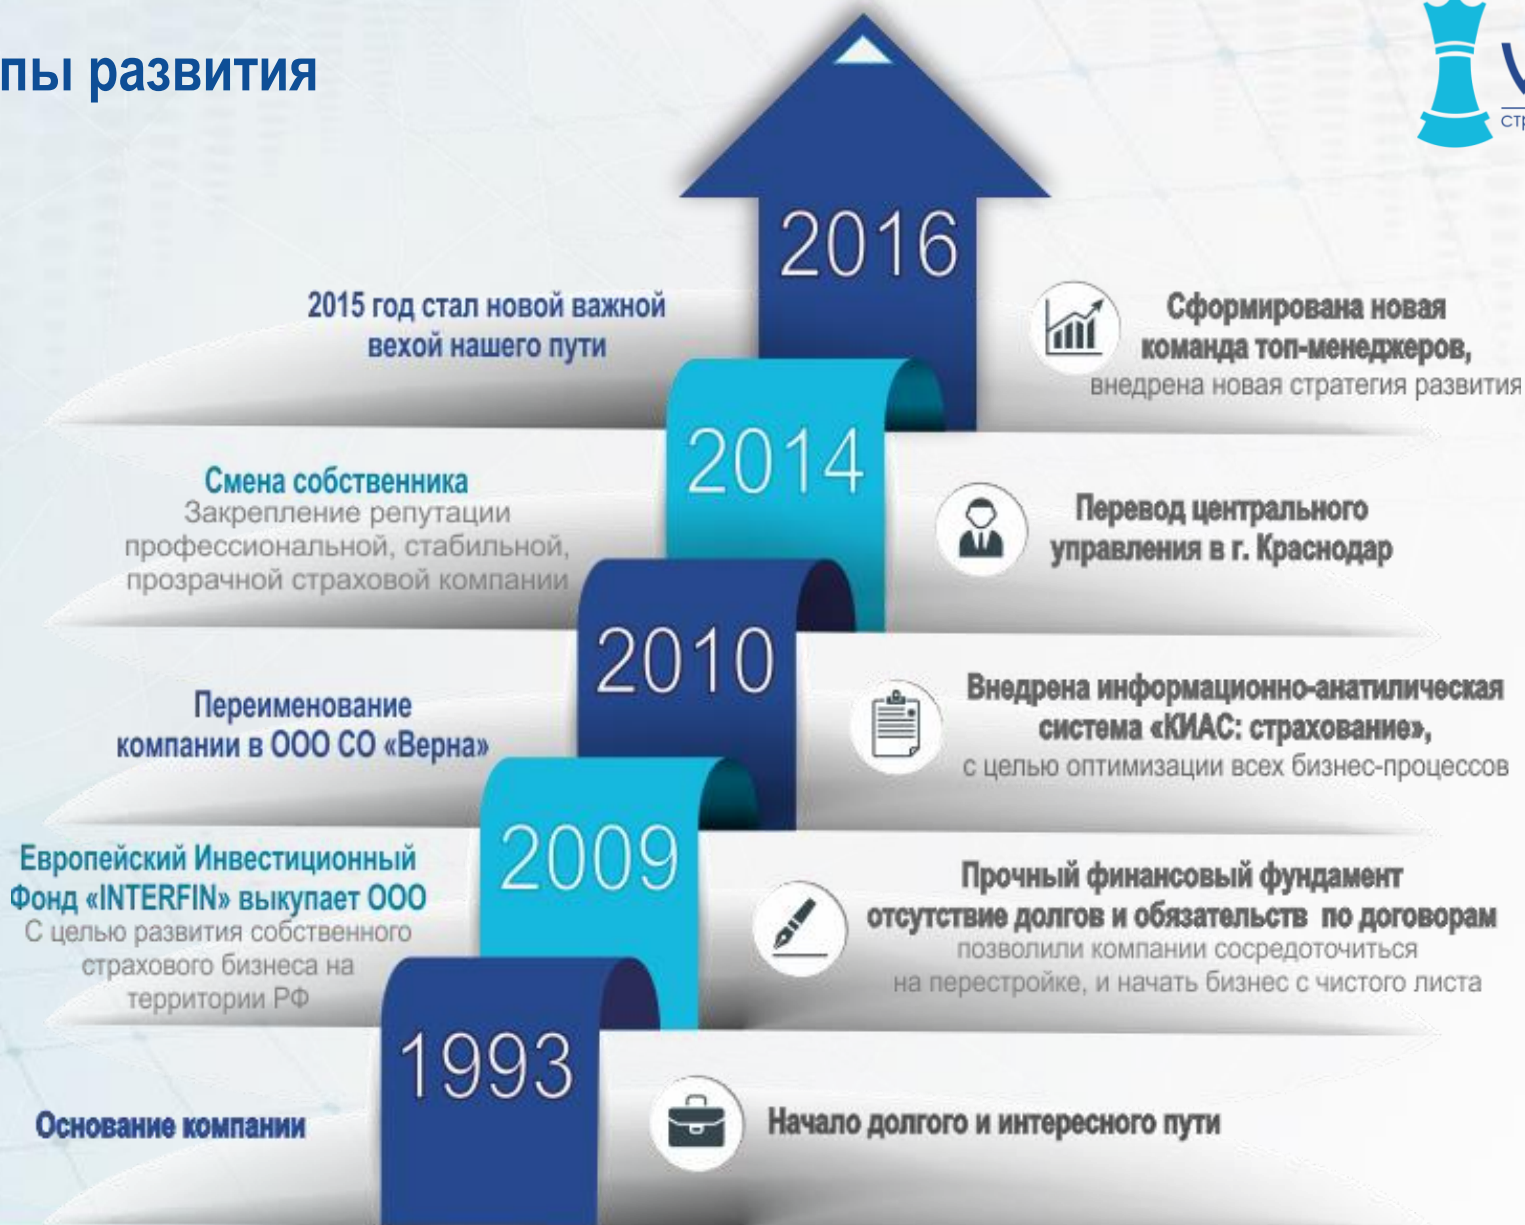 пы развития
стр
2016
2015 год стал новой важной
вехой нашего пути
Сформирована новая
команда топ-менеджеров,
внедрена новая стратегия развития
2014
Смена собственника
Закрепление репутации
профессиональной, стабильной,
прозрачной страховой компании
Перевод центрального
управления в г. Краснодар
2010
Переименование
компании в ООО СО «Верна»
Внедрена информационно-анатилическая
система «КИАС: страхование»,
с целью оптимизации всех бизнес-процессов
2009
Европейский Инвестиционный
Фонд «INTERFIN» выкупает ООО
С целью развития собственного
страхового бизнеса на
территории РФ
Прочный финансовый фундамент
отсутствие долгов и обязательств по договорам
позволили компании сосредоточиться
на перестройке, и начать бизнес с чистого листа
1993
Основание компании
Начало долгого и интересного пути